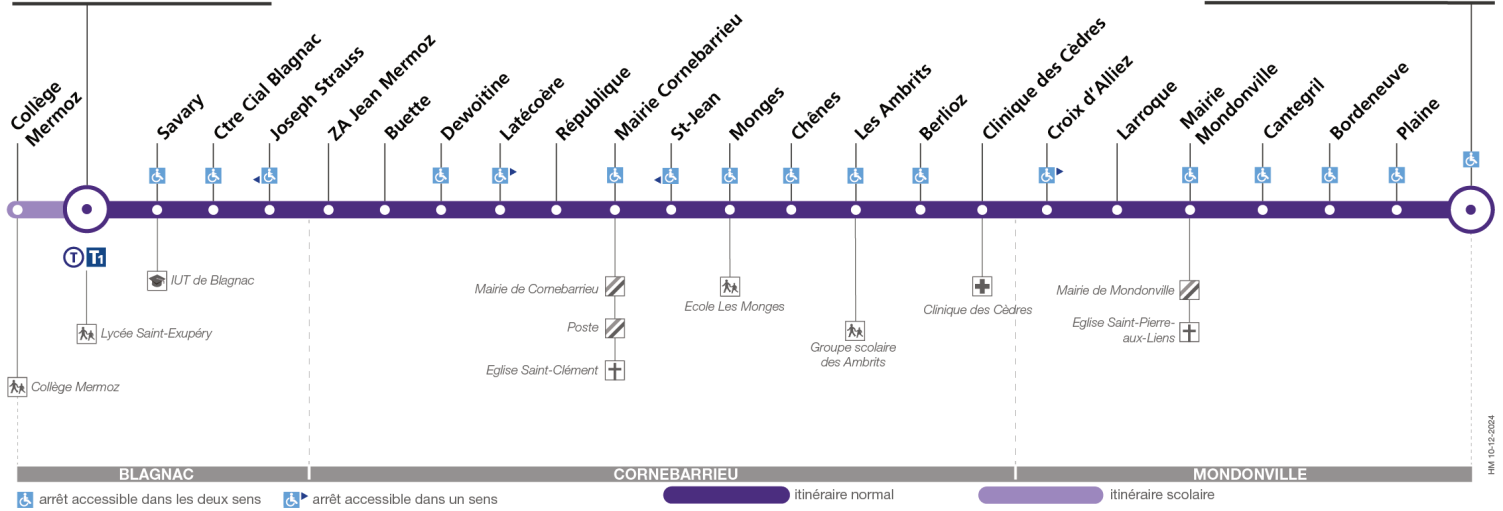 Collège
Mermoz
Savary
Ctre Cial Blagnac
Joseph Strauss
ZA Jean Mermoz
Buette
Dewoitine
Latécoère
République
Mairie Cornebarrieu
St-Jean
Monges
Chênes
Les Ambrits
Berlioz
Clinique des Cèdres
Croix d'Alliez
Larroque
Mairie
Mondonville
Cantegril
Bordeneuve
Plaine
T T1
IUT de Blagnac
Lycée Saint-Exupéry
Collège Mermoz
Mairie de Cornebarrieu
Poste
Eglise Saint-Clément
Ecole Les Monges
Groupe scolaire
des Ambrits
Clinique des Cèdres
Mairie de Mondonville
Eglise Saint-Pierre-
aux-Liens
HM 10-12-2024
BLAGNAC
CORNEBARRIEU
MONDONVILLE
arrêt accessible dans les deux sens
arrêt accessible dans un sens
itinéraire normal
itinéraire scolaire